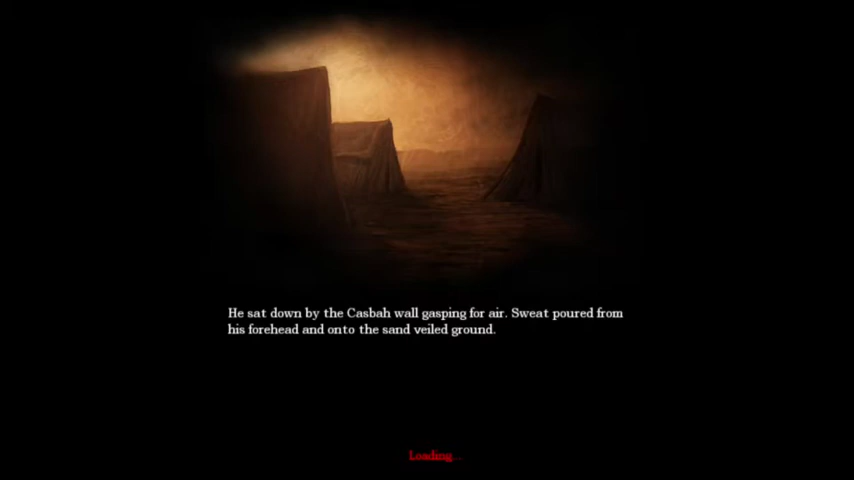 He sat down by the Casbah wall gasping for air. Sweat poured from
his forehead and onto the sand veiled ground.
Loading...